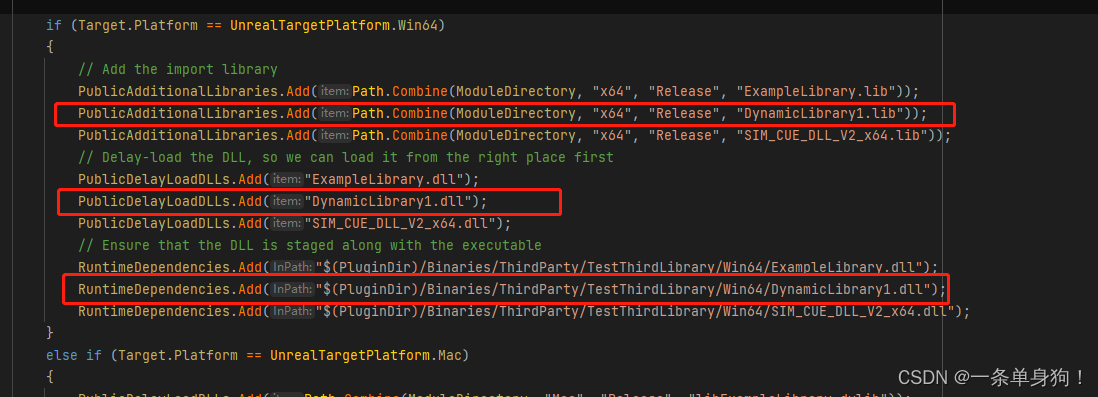 if (Target.Platform == UnrealTargetPlatform.Win64)
{
// Add the import library
PublicAdditionalLibraries.Add(item:Path.Combine(ModuleDirectory, "x64", "Release", "ExampleLibrary.lib"));
PublicAdditionalLibraries.Add(item:Path.Combine(ModuleDirectory, "x64", "Release", "DynamicLibrary1.lib"));
PublicAdditionalLibraries.Add(item:Path.Combine(ModuleDirectory, "x64", "Release", "SIM_CUE_DLL_V2_x64.lib"));
// Delay-load the DLL, so we can load it from the right place first
PublicDelayLoadDLLs.Add(item:"ExampleLibrary.dll");
PublicDelayLoadDLLs.Add(item:"DynamicLibrary1.dll");
PublicDelayLoadDLLs.Add(item:"SIM_CUE_DLL_V2_x64.dll");
// Ensure that the DLL is staged along with the executable
RuntimeDependencies.Add(InPath:"$(PluginDir)/Binaries/ThirdParty/TestThirdLibrary/Win64/ExampleLibrary.dll");
RuntimeDependencies.Add(InPath:"$(PluginDir)/Binaries/ThirdParty/TestThirdLibrary/Win64/DynamicLibrary1.dll");
RuntimeDependencies.Add(InPath:"$(PluginDir)/Binaries/ThirdParty/TestThirdLibrary/Win64/SIM_CUE_DLL_V2_x64.dll");
}
else if (Target.Platform == UnrealTargetPlatform.Mac)
{
CSDN @一条单身狗！